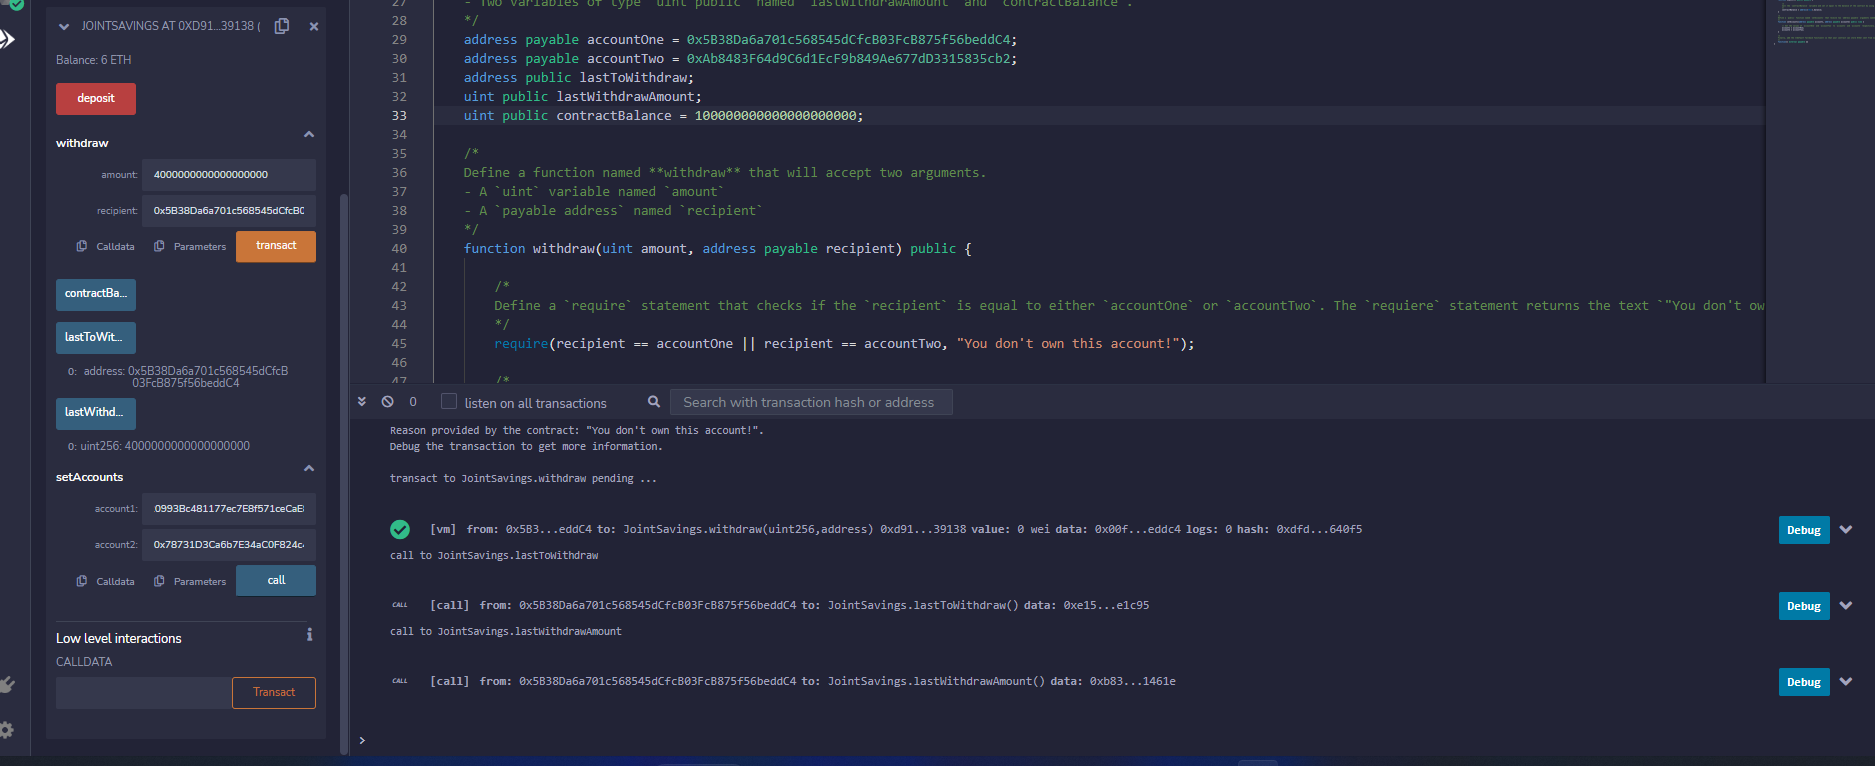 JOINTSAVINGS AT 0XD91...39138 (
Balance: 6 ETH
deposit
withdraw
amount: 4000000000000000000
recipient: 0x5B38Da6a701c568545dCfcB0
Calldata Parameters transact
contractBa...
lastToWit...
0: address: 0x5B38Da6a701c568545dCfcB
03FcB875f56beddC4
lastWithd...
0: uint256: 4000000000000000000
setAccounts
account1: 0993Bc481177ec7E8f571ceCaE
account2: 0x78731D3Ca6b7E34aC0F824c
Calldata Parameters call
Low level interactions
CALLDATA
Transact
27 - Two variables of type `uint public` named `lastWithdrawAmount` and `contractBalance`.
28 */
29 address payable accountOne = 0x5B38Da6a701c568545dCfcB03FcB875f56beddC4;
30 address payable accountTwo = 0xAb8483F64d9C6d1EcF9b849Ae677dD3315835cb2;
31 address public lastToWithdraw;
32 uint public lastWithdrawAmount;
33 uint public contractBalance = 100000000000000000000;
34
35 /*
36 Define a function named **withdraw** that will accept two arguments.
37 - A `uint` variable named `amount`
38 - A `payable address` named `recipient`
39 */
40 function withdraw(uint amount, address payable recipient) public {
41
42 /*
43 Define a `require` statement that checks if the `recipient` is equal to either `accountOne` or `accountTwo`. The `requiere` statement returns the text `"You don't ow
44 */
45 require(recipient == accountOne || recipient == accountTwo, "You don't own this account!");
46
47 /*
0 listen on all transactions Search with transaction hash or address
Reason provided by the contract: "You don't own this account!".
Debug the transaction to get more information.
transact to JointSavings.withdraw pending ...
[vm] from: 0x5B3...eddC4 to: JointSavings.withdraw(uint256,address) 0xd91...39138 value: 0 wei data: 0x00f...eddc4 logs: 0 hash: 0xdfd...640f5 Debug
call to JointSavings.lastToWithdraw
CALL [call] from: 0x5B38Da6a701c568545dCfcB03FcB875f56beddC4 to: JointSavings.lastToWithdraw() data: 0xe15...e1c95 Debug
call to JointSavings.lastWithdrawAmount
CALL [call] from: 0x5B38Da6a701c568545dCfcB03FcB875f56beddC4 to: JointSavings.lastWithdrawAmount() data: 0xb83...1461e Debug
>